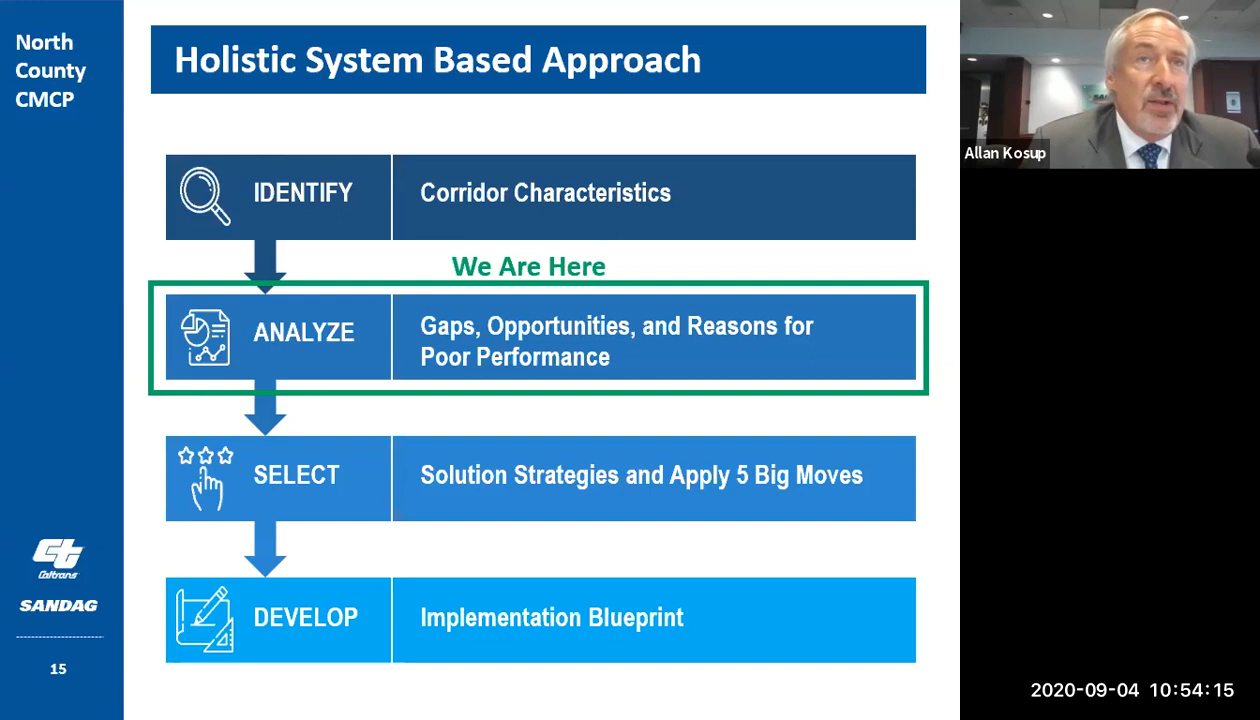 North
County
CMCP
Holistic System Based Approach
IDENTIFY
Corridor Characteristics
We Are Here
ANALYZE
Gaps, Opportunities, and Reasons for
Poor Performance
SELECT
Solution Strategies and Apply 5 Big Moves
DEVELOP
Implementation Blueprint
ct
Caltrans
SANDAG
15
Allan Kosup
2020-09-04 10:54:15